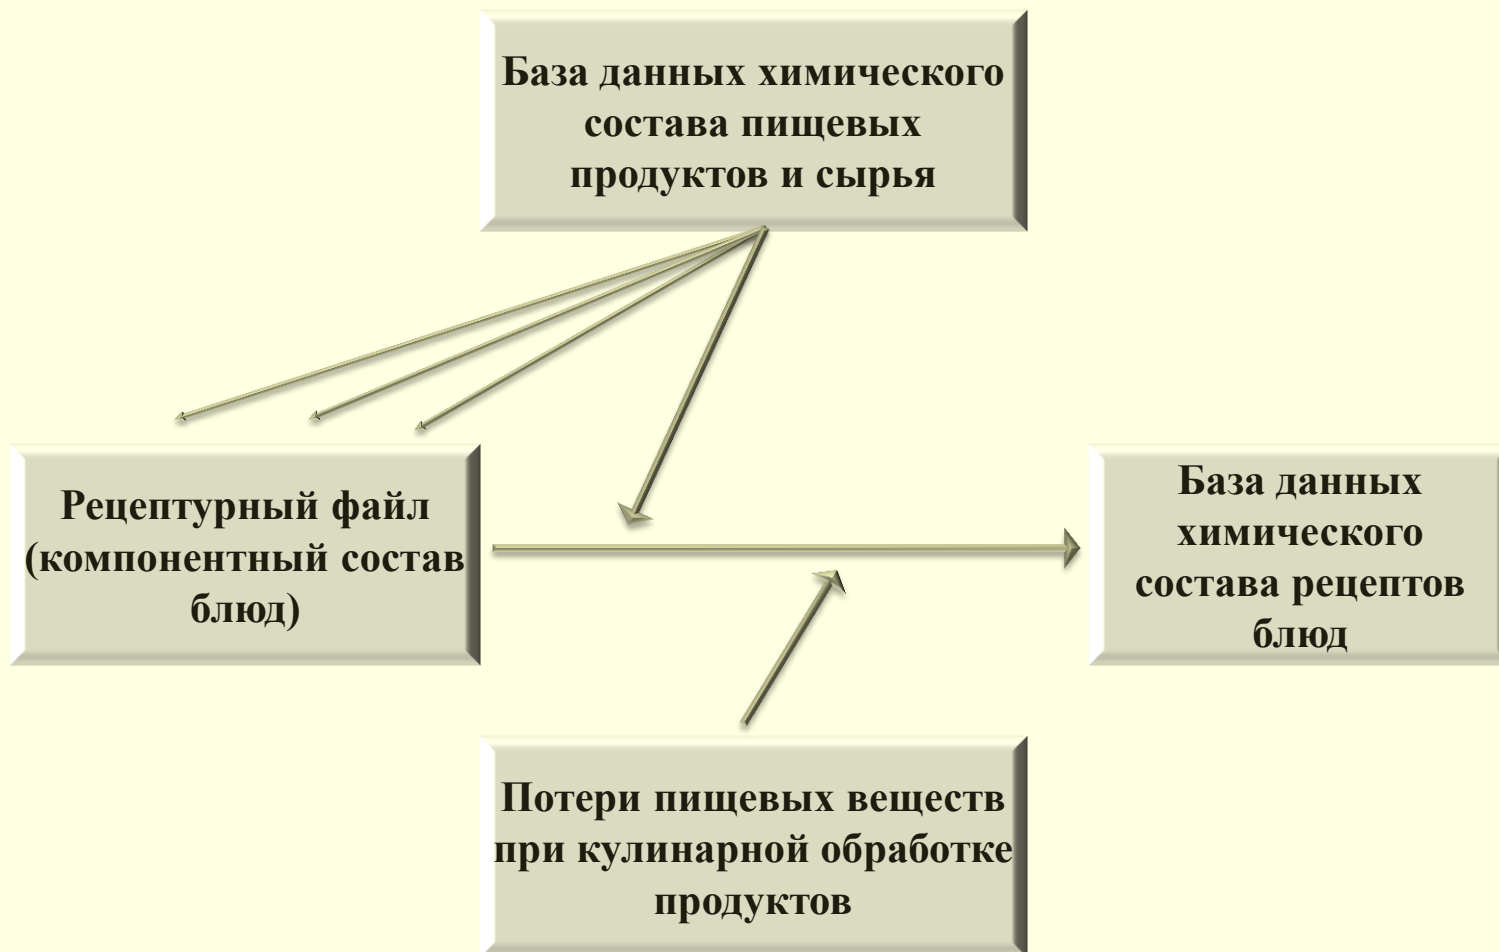 База данных химического
состава пищевых
продуктов и сырья
Рецептурный файл
(компонентный состав
блюд)
База данных
химического
состава рецептов
блюд
Потери пищевых веществ
при кулинарной обработке
продуктов